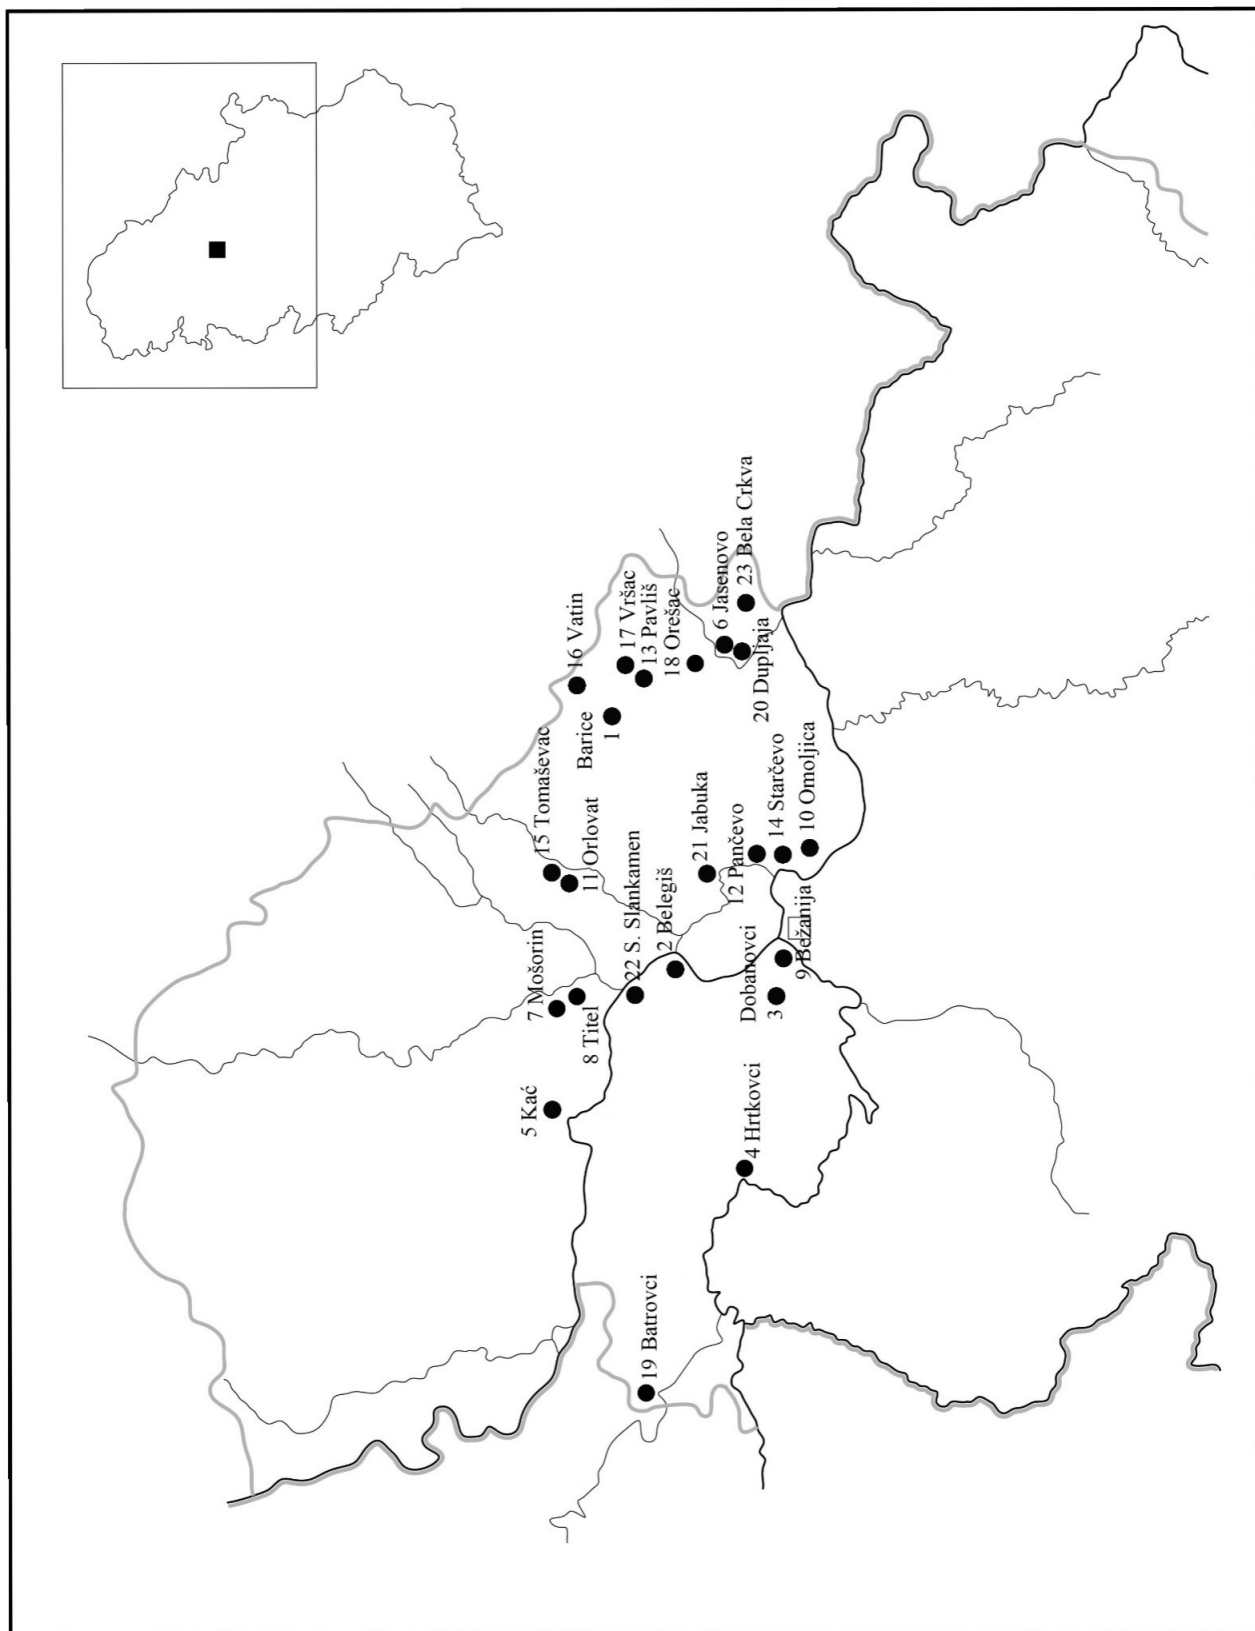 5 Kać
7 Mošorin
8 Titel
15 Tomaševac
11 Orlovat
16 Vatin
Barice
1
17 Vršac
13 Pavliš
18 Orešac
22 S. Slankamen
2 Belegiš
19 Batrovci
21 Jabuka
12 Pančevo
6 Jasenovo
23 Bela Crkva
20 Dupljaja
4 Hrtkovci
Dobanovci
3
9 Bežanija
14 Starčevo
10 Omoljica